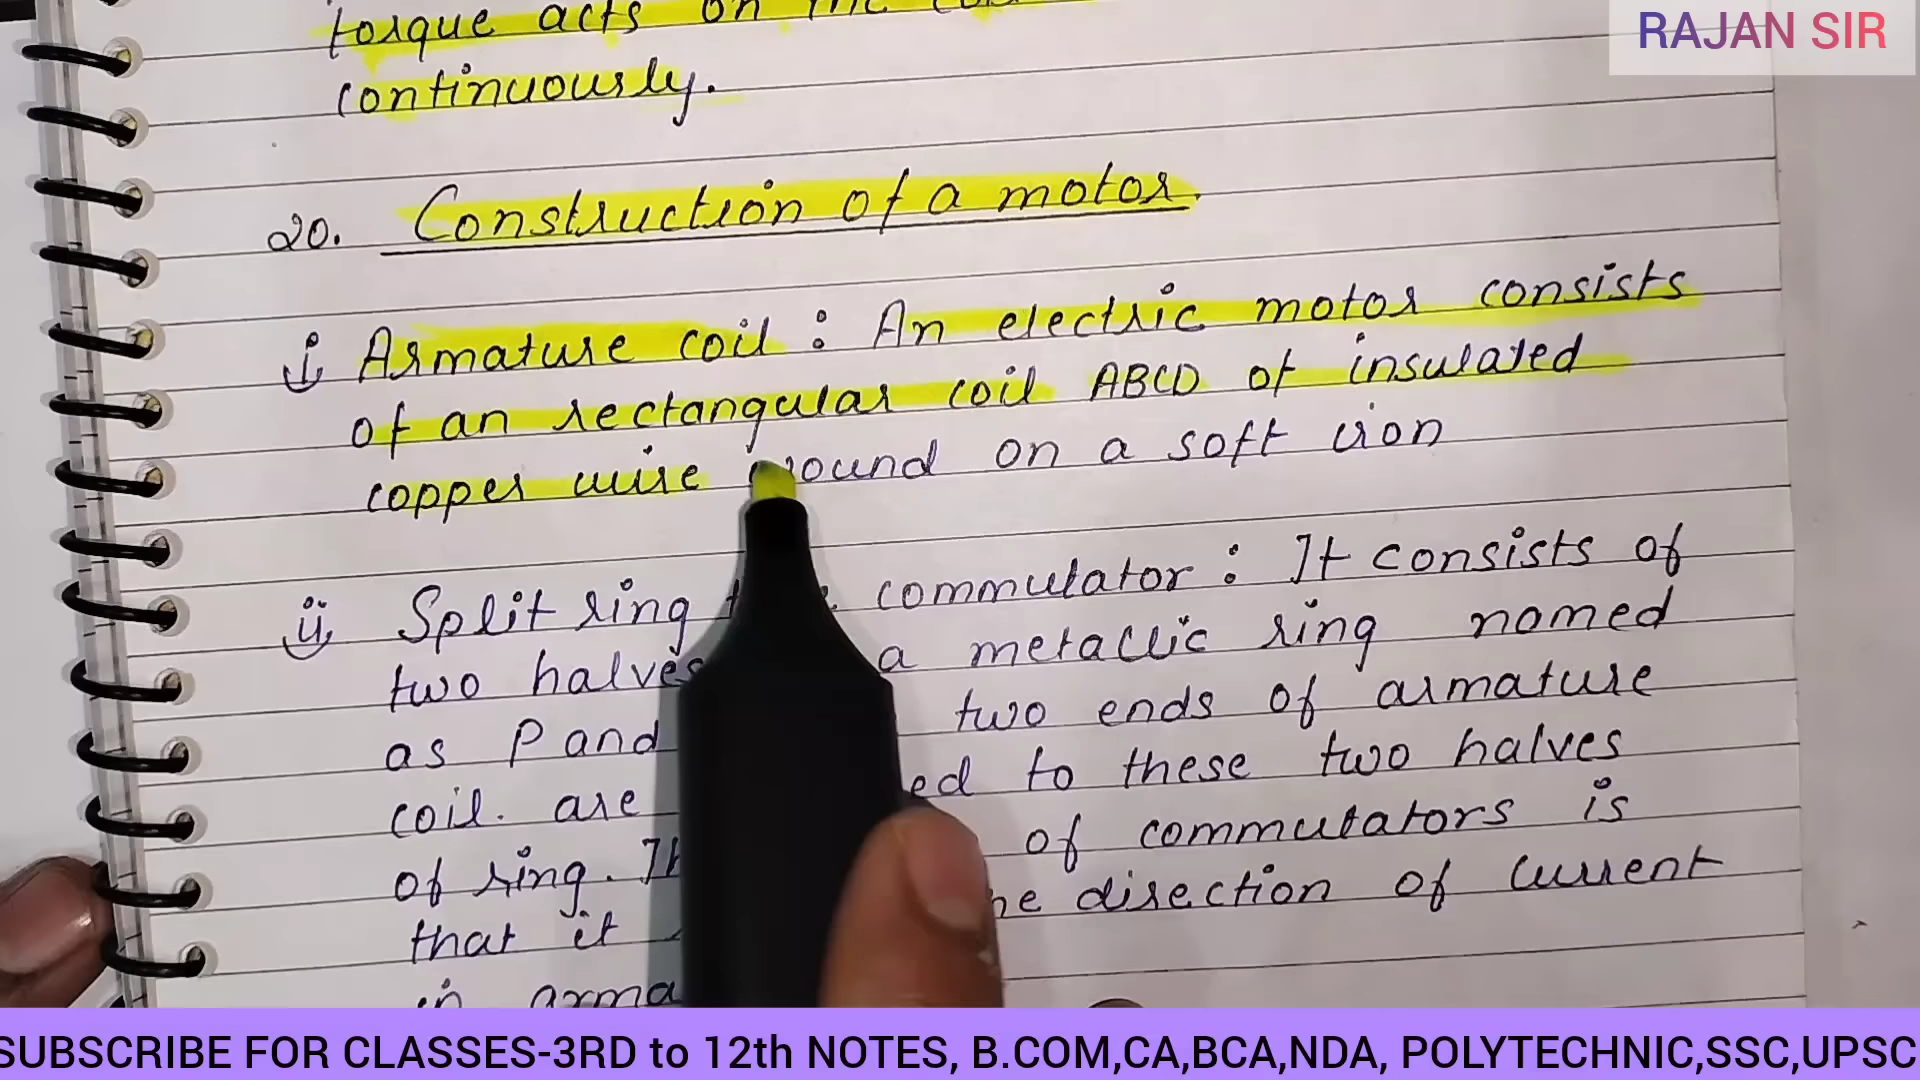 torque acts on the
continuously.
RAJAN SIR
20. Construction of a motor.
i Armature coil : An electric motor consists
of an rectangular coil ABCD of insulated
copper wire wound on a soft iron
ii Split ring commutator : It consists of
two halves a metallic ring named
as P and two ends of armature
coil. are to these two halves
of ring. of commutators is
that it direction of current
in
SUBSCRIBE FOR CLASSES-3RD to 12th NOTES, B.COM,CA,BCA,NDA, POLYTECHNIC,SSC,UPSC